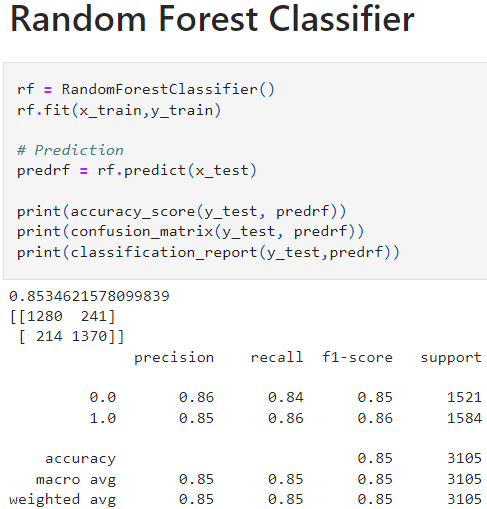 Random Forest Classifier
rf = RandomForestClassifier()
rf.fit(x_train,y_train)
# Prediction
predrf = rf.predict(x_test)
print(accuracy_score(y_test, predrf))
print(confusion_matrix(y_test, predrf))
print(classification_report(y_test,predrf))
0.8534621578099839
[[1280  241]
 [ 214 1370]]
              precision    recall  f1-score   support
         0.0       0.86      0.84      0.85      1521
         1.0       0.85      0.86      0.86      1584
    accuracy                           0.85      3105
   macro avg       0.85      0.85      0.85      3105
weighted avg       0.85      0.85      0.85      3105